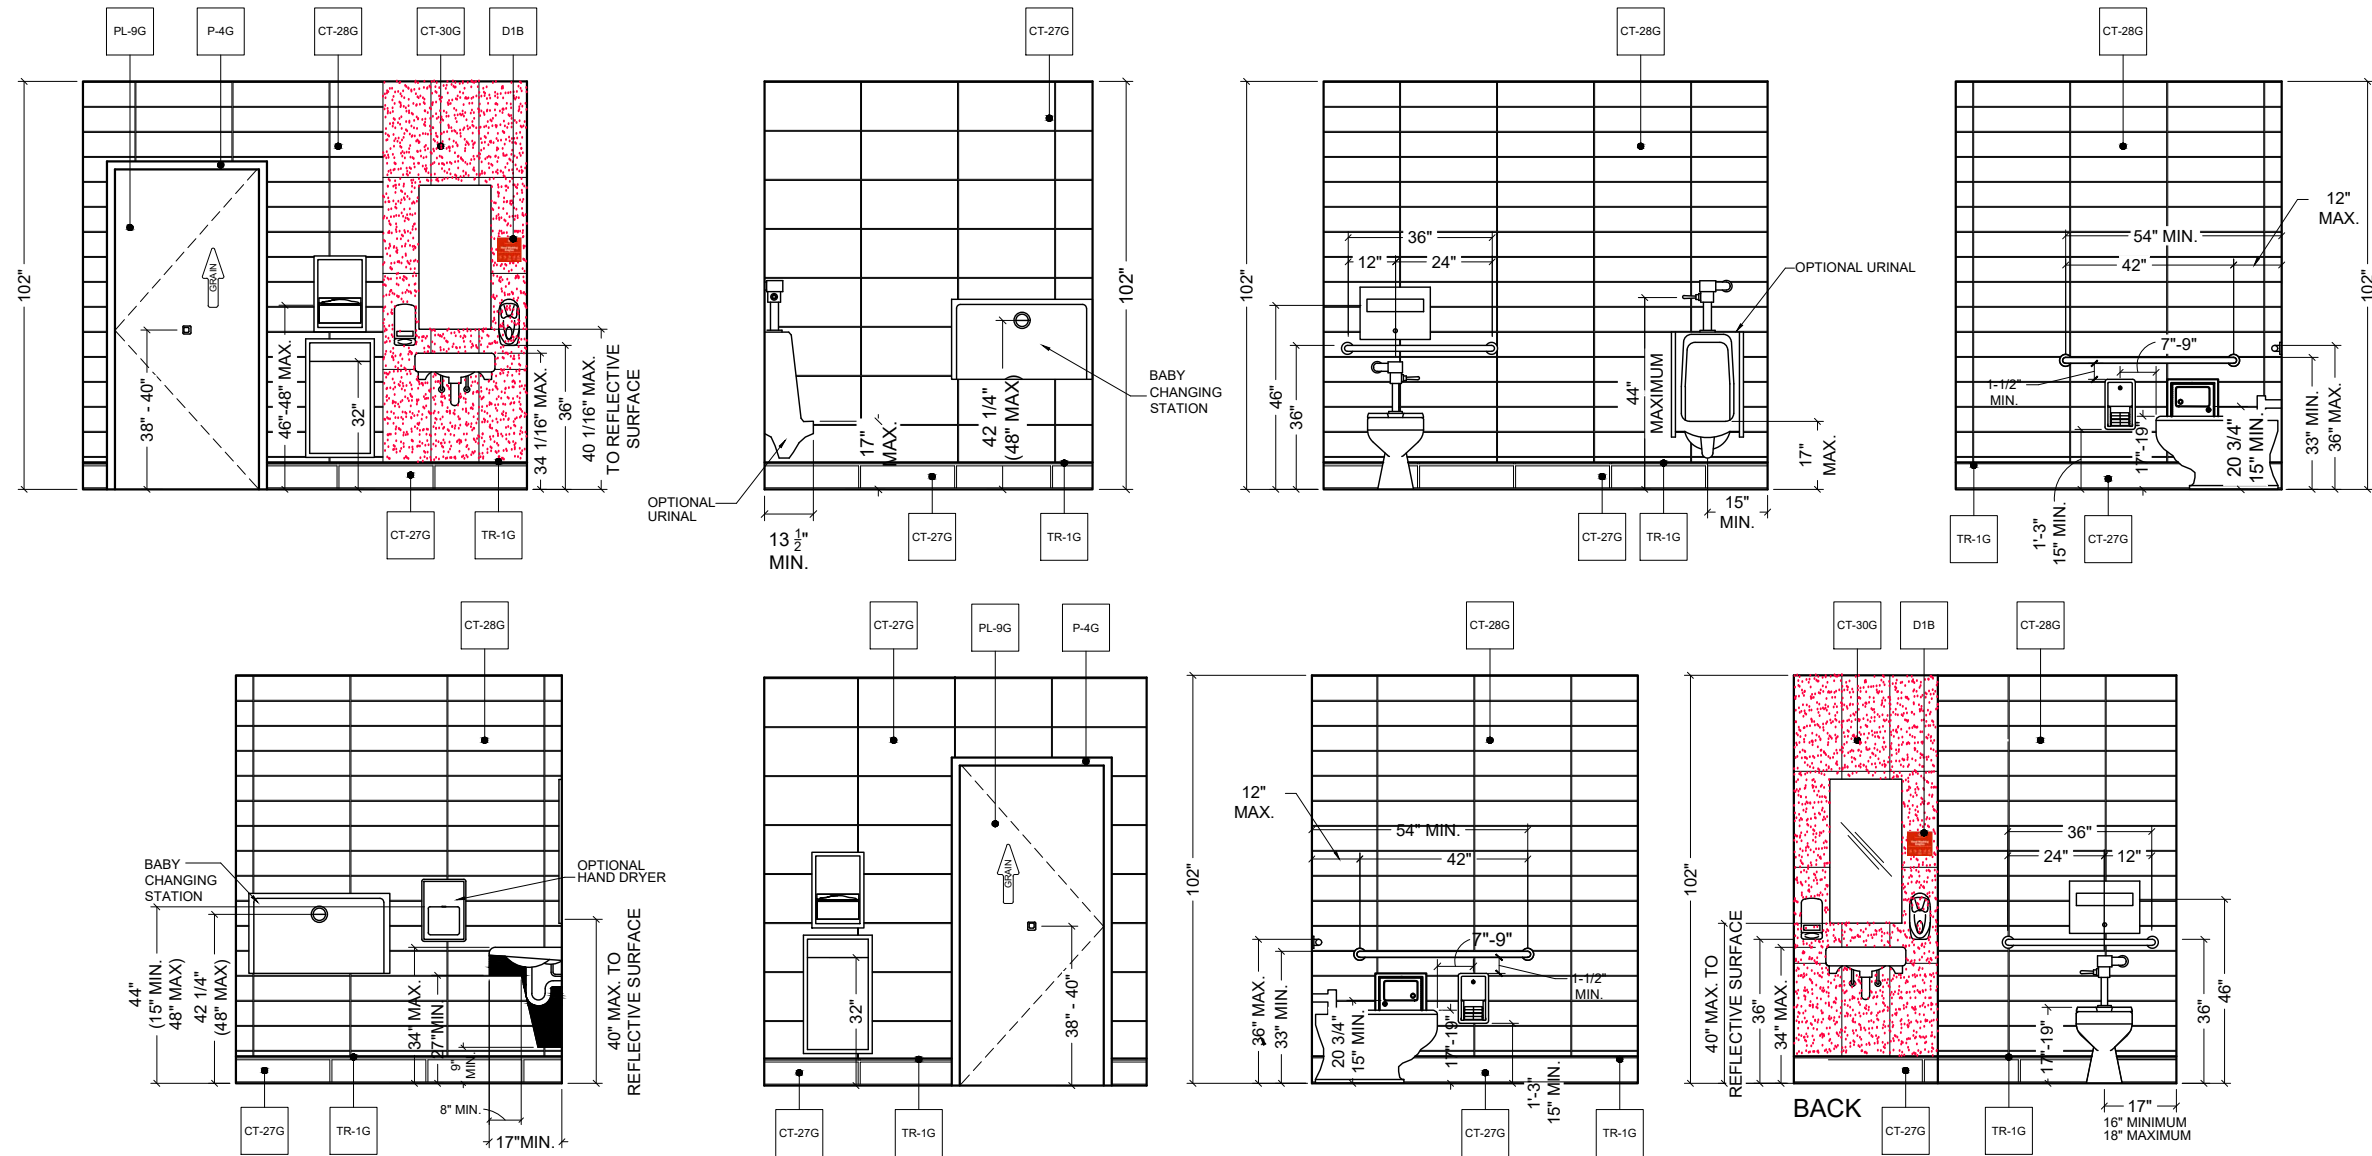 PL-9G
P-4G
CT-28G
CT-30G
D1B
102"
GRAIN
38" - 40"
46"-48" MAX.
32"
34 1/16" MAX.
36"
40 1/16" MAX.
TO REFLECTIVE
SURFACE
CT-27G
TR-1G
CT-27G
102"
BABY
CHANGING
STATION
42 1/4"
(48" MAX)
17"
MAX.
OPTIONAL
URINAL
13 1/2"
MIN.
CT-27G
TR-1G
CT-28G
102"
36"
12"
24"
OPTIONAL URINAL
46"
36"
44"
MAXIMUM
17"
MAX.
15"
MIN.
CT-27G
TR-1G
CT-28G
12"
MAX.
54" MIN.
42"
102"
7"-9"
1-1/2"
MIN.
17"-19"
20 3/4"
15" MIN.
33" MIN.
36" MAX.
1'-3"
15" MIN.
TR-1G
CT-27G
CT-28G
BABY
CHANGING
STATION
OPTIONAL
HAND DRYER
44"
(15" MIN.
48" MAX)
42 1/4"
(48" MAX)
34" MAX.
27"MIN.
9"
MIN.
8" MIN.
17"MIN.
40" MAX. TO
REFLECTIVE SURFACE
CT-27G
TR-1G
CT-27G
PL-9G
P-4G
GRAIN
32"
38" - 40"
CT-27G
TR-1G
CT-28G
102"
12"
MAX.
54" MIN.
42"
7"-9"
1-1/2"
MIN.
36" MAX.
33" MIN.
20 3/4"
15" MIN.
17"-19"
1'-3"
15" MIN.
CT-27G
TR-1G
CT-30G
D1B
CT-28G
102"
36"
24"
12"
40" MAX. TO
REFLECTIVE SURFACE
36"
34" MAX.
17"-19"
36"
46"
BACK
17"
16" MINIMUM
18" MAXIMUM
CT-27G
TR-1G